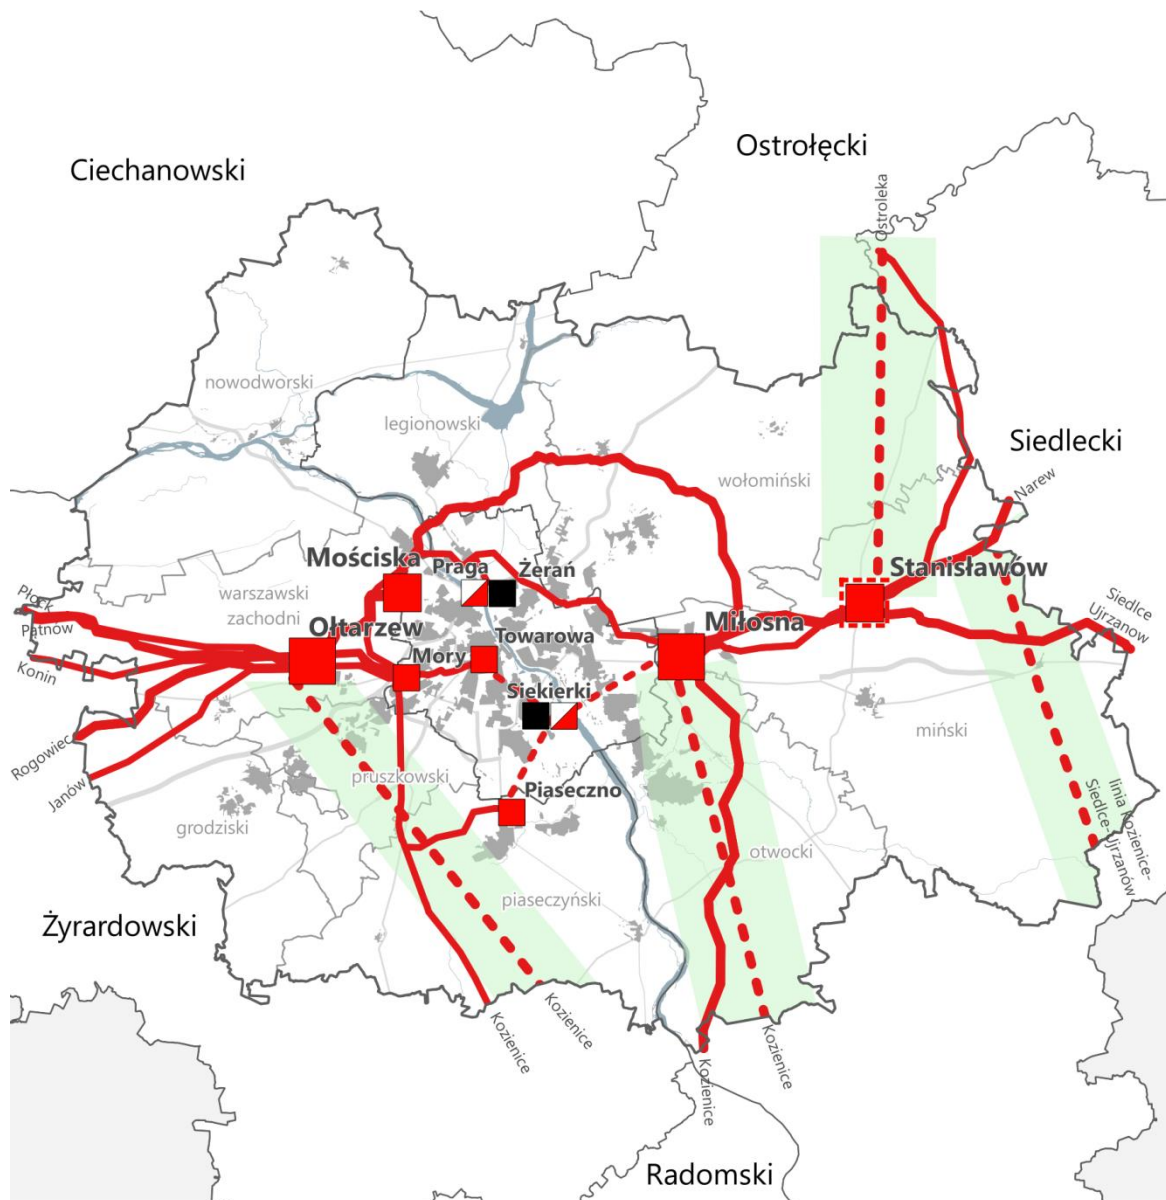 Ostrołęcki
Ciechanowski
Ostroleka
nowodworski
legionowski
Siedlecki
wołomiński
Narew
Mościska
Praga
Żerań
Stanisławów
Płock
warszawski
zachodni
Pątnów
Ołtarzew
Towarowa
Miłosna
Siedlce
Ujrzanow
Konin
Mory
Siekierki
miński
Rogowiec
Janów
pruszkowski
Piaseczno
linia Kozienice-
Siedlce-Ujrzanów
grodziski
otwocki
piaseczyński
Żyrardowski
Kozienice
Kozienice
Kozienice
Kozienice
Radomski